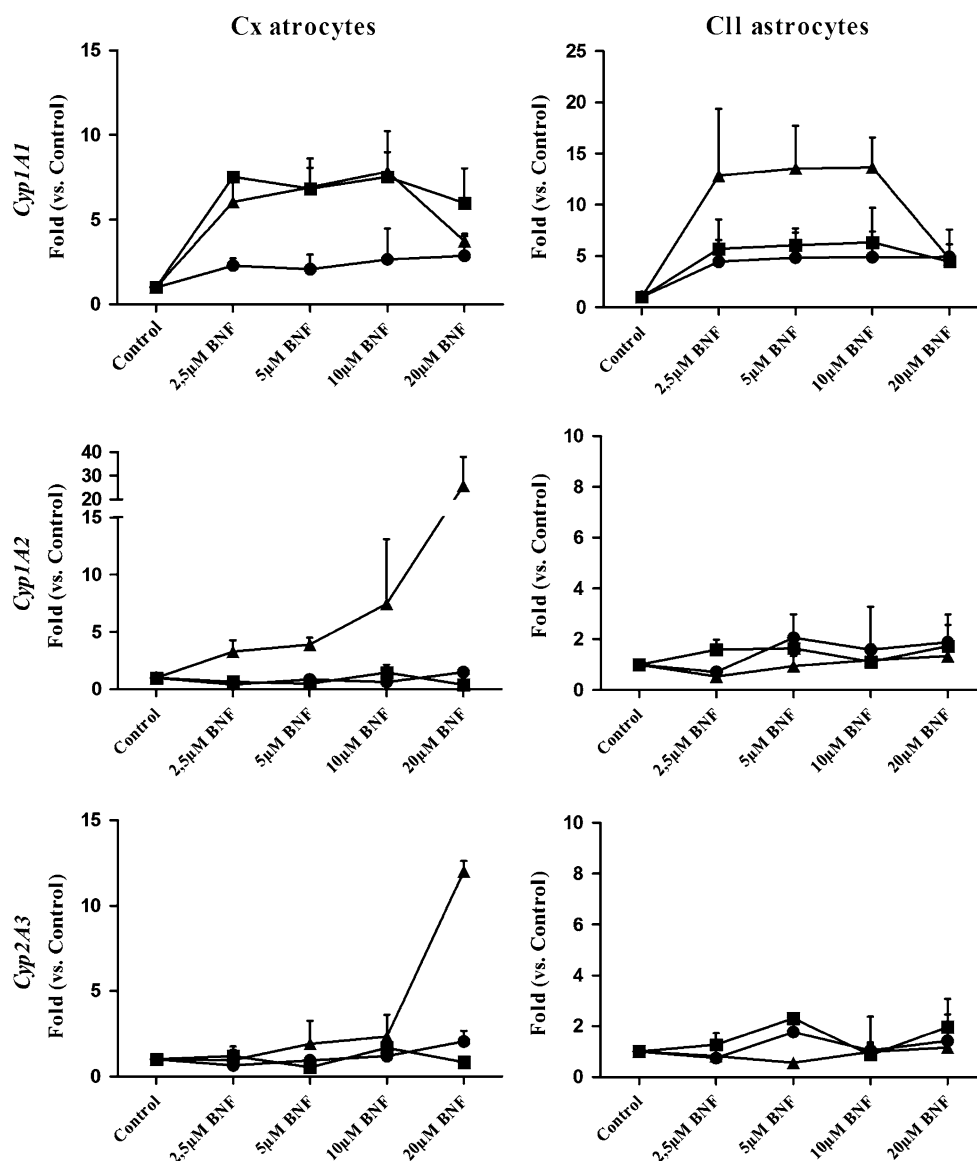 Cx atrocytes
Cll astrocytes
Cyp1A1
Fold (vs. Control)
15
10
5
0
Control
2,5µM BNF
5µM BNF
10µM BNF
20µM BNF
Fold (vs. Control)
25
20
15
10
5
0
Control
2,5µM BNF
5µM BNF
10µM BNF
20µM BNF
Cyp1A2
Fold (vs. Control)
40
30
20
15
10
5
0
Control
2,5µM BNF
5µM BNF
10µM BNF
20µM BNF
Fold (vs. Control)
10
8
6
4
2
0
Control
2,5µM BNF
5µM BNF
10µM BNF
20µM BNF
Cyp2A3
Fold (vs. Control)
15
10
5
0
Control
2,5µM BNF
5µM BNF
10µM BNF
20µM BNF
Fold (vs. Control)
10
8
6
4
2
0
Control
2,5µM BNF
5µM BNF
10µM BNF
20µM BNF